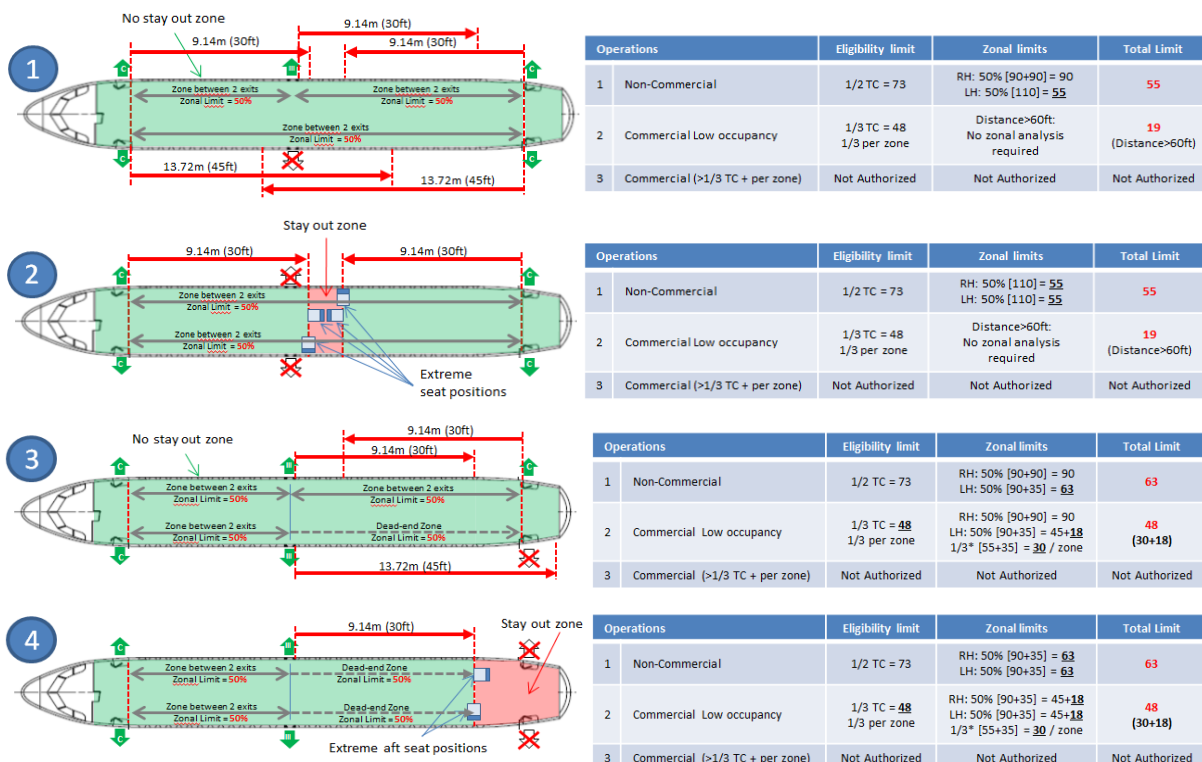 No stay out zone
9.14m (30ft)
9.14m (30ft)
9.14m (30ft)
1
C
III
C
Zone between 2 exits
Zonal Limit = 50%
Zone between 2 exits
Zonal Limit = 50%
Zone between 2 exits
Zonal Limit = 50%
C
C
13.72m (45ft)
13.72m (45ft)
Operations Eligibility limit Zonal limits Total Limit
1 Non-Commercial 1/2 TC = 73 RH: 50% [90+90] = 90
LH: 50% [110] = 55 55
2 Commercial Low occupancy 1/3 TC = 48
1/3 per zone Distance>60ft:
No zonal analysis
required 19
(Distance>60ft)
3 Commercial (>1/3 TC + per zone) Not Authorized Not Authorized Not Authorized
Stay out zone
9.14m (30ft)
9.14m (30ft)
2
C
C
Zone between 2 exits
Zonal Limit = 50%
Zone between 2 exits
Zonal Limit = 50%
C
C
Extreme
seat positions
Operations Eligibility limit Zonal limits Total Limit
1 Non-Commercial 1/2 TC = 73 RH: 50% [110] = 55
LH: 50% [110] = 55 55
2 Commercial Low occupancy 1/3 TC = 48
1/3 per zone Distance>60ft:
No zonal analysis
required 19
(Distance>60ft)
3 Commercial (>1/3 TC + per zone) Not Authorized Not Authorized Not Authorized
No stay out zone
9.14m (30ft)
9.14m (30ft)
3
C
III
C
Zone between 2 exits
Zonal Limit = 50%
Zone between 2 exits
Zonal Limit = 50%
Zone between 2 exits
Zonal Limit = 50%
Dead-end Zone
Zonal Limit = 50%
C
III
13.72m (45ft)
Operations Eligibility limit Zonal limits Total Limit
1 Non-Commercial 1/2 TC = 73 RH: 50% [90+90] = 90
LH: 50% [90+35] = 63 63
2 Commercial Low occupancy 1/3 TC = 48
1/3 per zone RH: 50% [90+90] = 90
LH: 50% [90+35] = 45+18
1/3* [55+35] = 30 / zone 48
(30+18)
3 Commercial (>1/3 TC + per zone) Not Authorized Not Authorized Not Authorized
Stay out zone
9.14m (30ft)
4
C
III
Zone between 2 exits
Zonal Limit = 50%
Dead-end Zone
Zonal Limit = 50%
Zone between 2 exits
Zonal Limit = 50%
Dead-end Zone
Zonal Limit = 50%
C
III
Extreme aft seat positions
Operations Eligibility limit Zonal limits Total Limit
1 Non-Commercial 1/2 TC = 73 RH: 50% [90+35] = 63
LH: 50% [90+35] = 63 63
2 Commercial Low occupancy 1/3 TC = 48
1/3 per zone RH: 50% [90+35] = 45+18
LH: 50% [90+35] = 45+18
1/3* [55+35] = 30 / zone 48
(30+18)
3 Commercial (>1/3 TC + per zone) Not Authorized Not Authorized Not Authorized